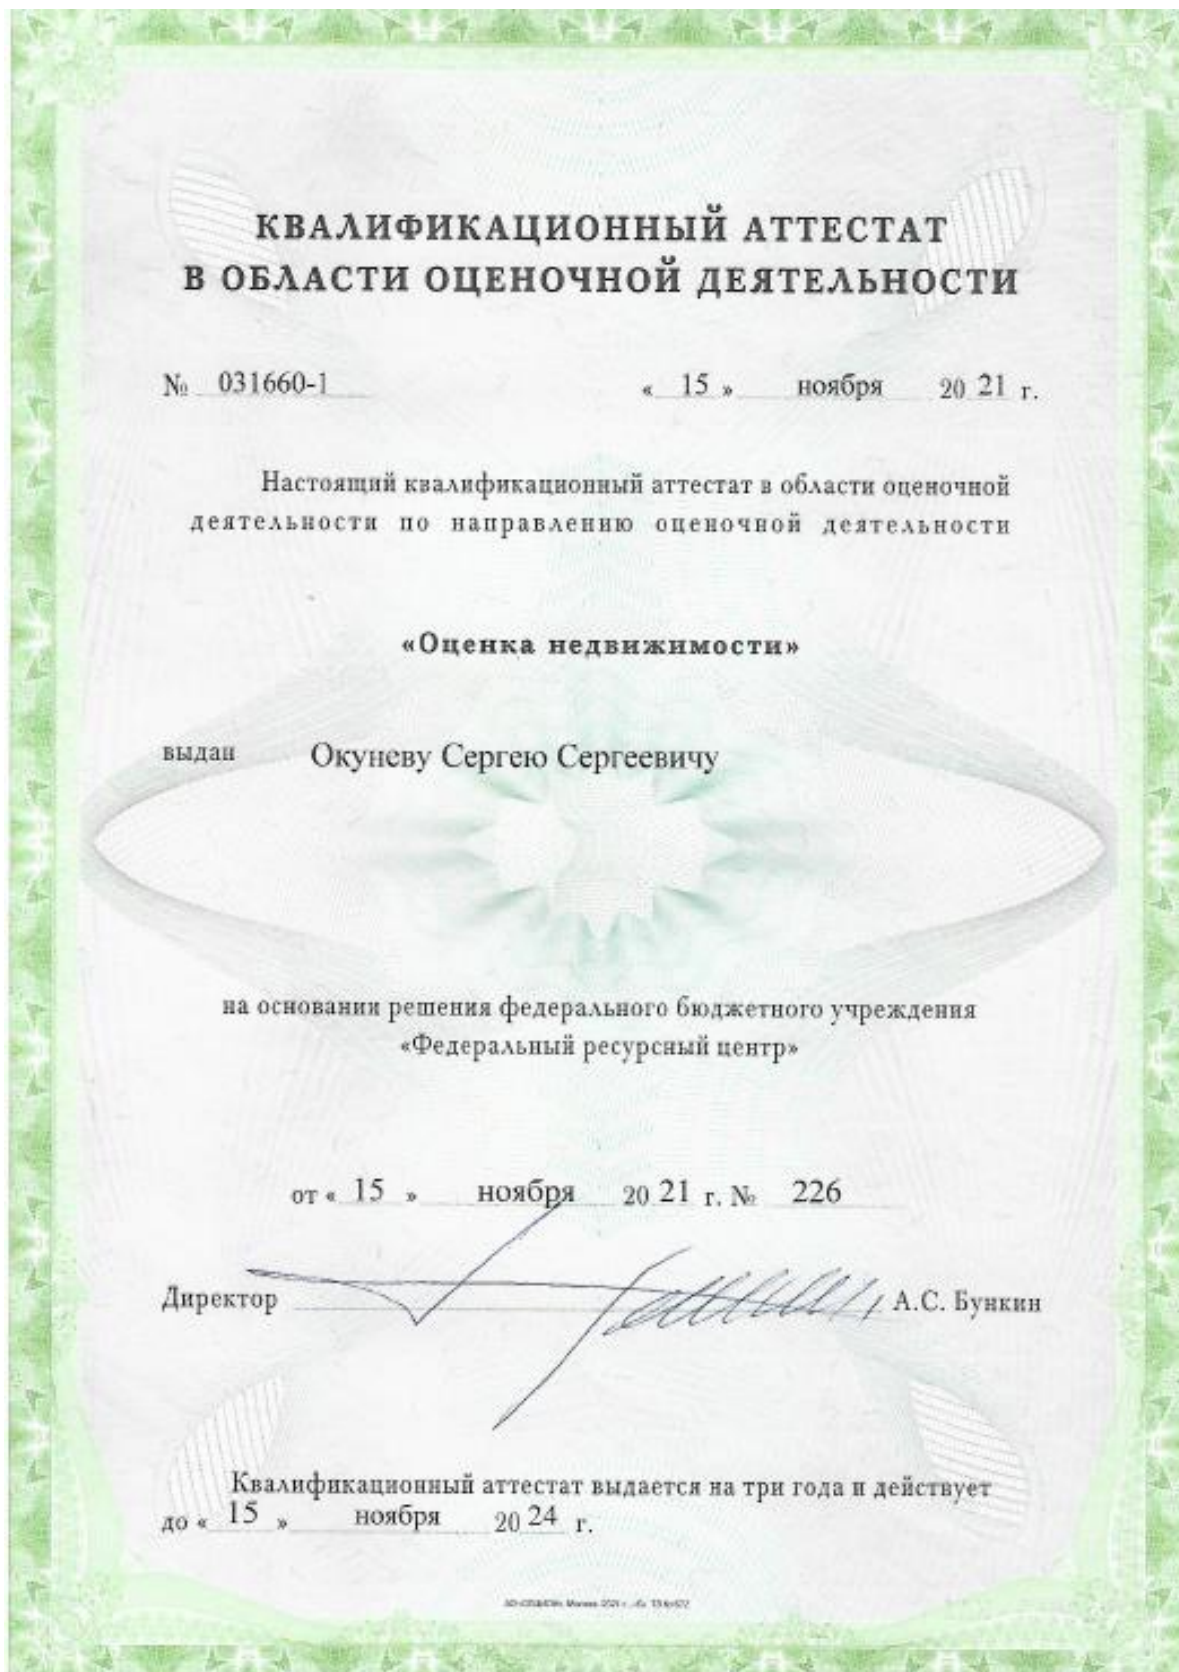 КВАЛИФИКАЦИОННЫЙ АТТЕСТАТ
В ОБЛАСТИ ОЦЕНОЧНОЙ ДЕЯТЕЛЬНОСТИ
№ 031660-1 « 15 » ноября 20 21 г.
Настоящий квалификационный аттестат в области оценочной
деятельности по направлению оценочной деятельности
«Оценка недвижимости»
выдан Окуневу Сергею Сергеевичу
на основании решения федерального бюджетного учреждения
«Федеральный ресурсный центр»
от « 15 » ноября 20 21 г. № 226
Директор А.С. Бункин
Квалификационный аттестат выдается на три года и действует
до « 15 » ноября 20 24 г.